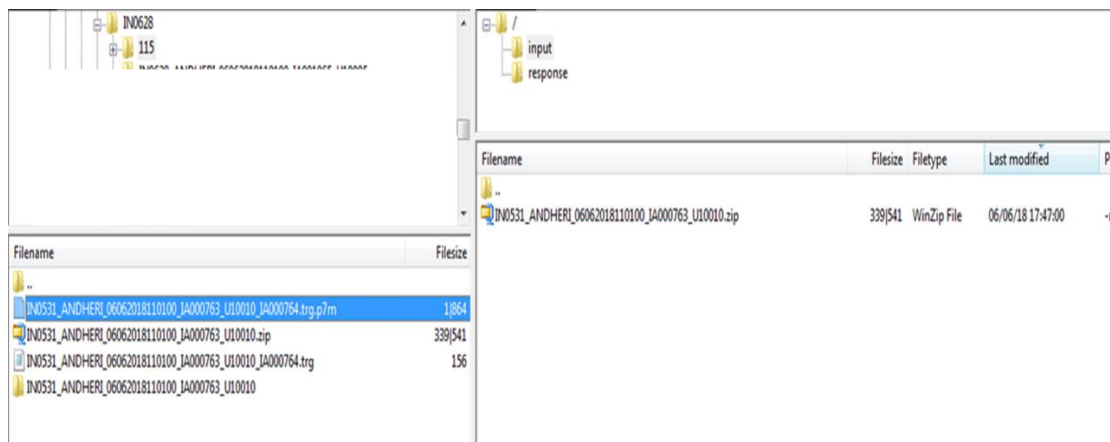 IN0628
115
/
input
response
Filename Filesize
..
IN0531_ANDHERI_06062018110100_IA000763_U10010_IA000764.trg.p7m 1|864
IN0531_ANDHERI_06062018110100_IA000763_U10010.zip 339|541
IN0531_ANDHERI_06062018110100_IA000763_U10010_IA000764.trg 156
IN0531_ANDHERI_06062018110100_IA000763_U10010
Filename Filesize Filetype Last modified P
..
IN0531_ANDHERI_06062018110100_IA000763_U10010.zip 339|541 WinZip File 06/06/18 17:47:00